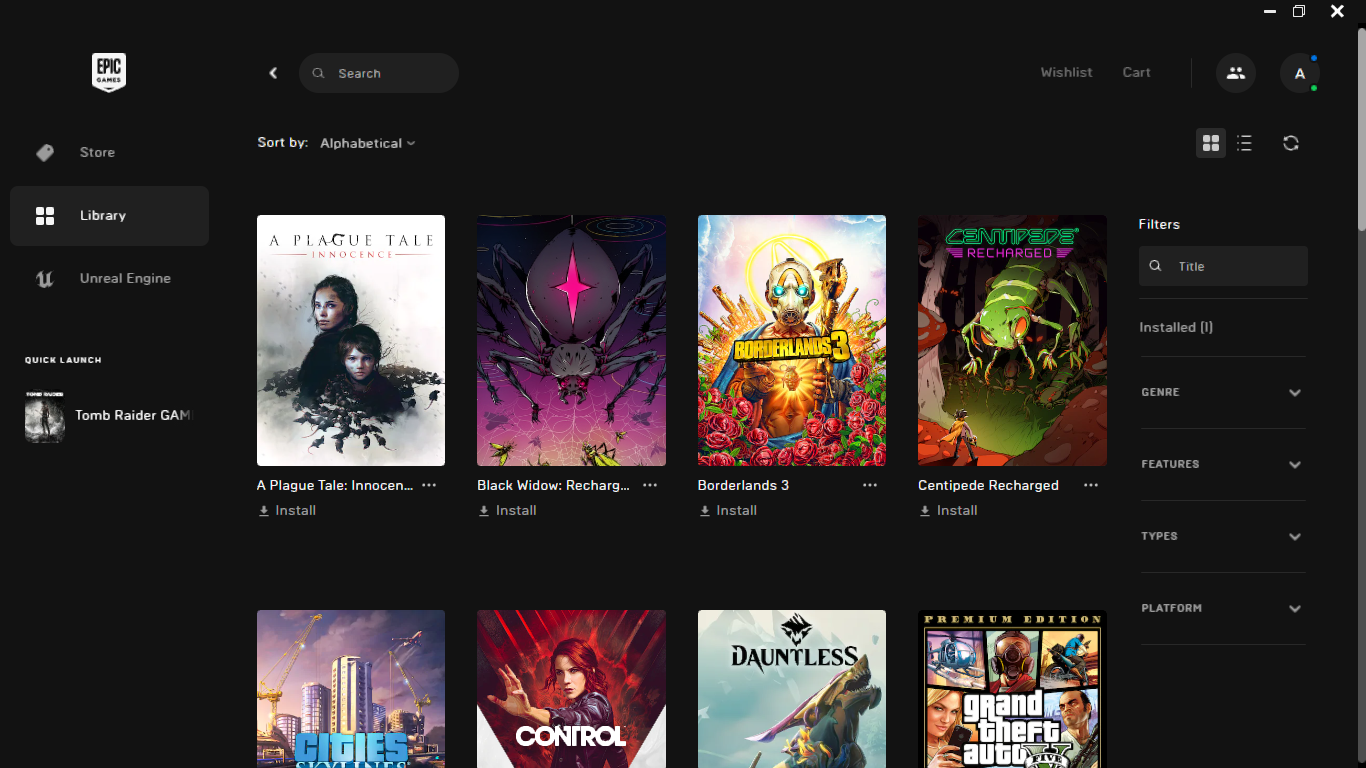 EPIC
GAMES
Search
Wishlist
Cart
A
Store
Library
Unreal Engine
QUICK LAUNCH
TOMB RAIDER
Tomb Raider GAM
Sort by: Alphabetical
A PLAGUE TALE
INNOCENCE
A Plague Tale: Innocen...
Install
Black Widow: Recharg...
Install
BORDERLANDS 3
Borderlands 3
Install
CENTIPEDE
RECHARGED
Centipede Recharged
Install
CITIES
SKYLINES
CONTROL
DAUNTLESS
PREMIUM EDITION
grand
theft
auto V
FIVE
Filters
Title
Installed (1)
GENRE
FEATURES
TYPES
PLATFORM